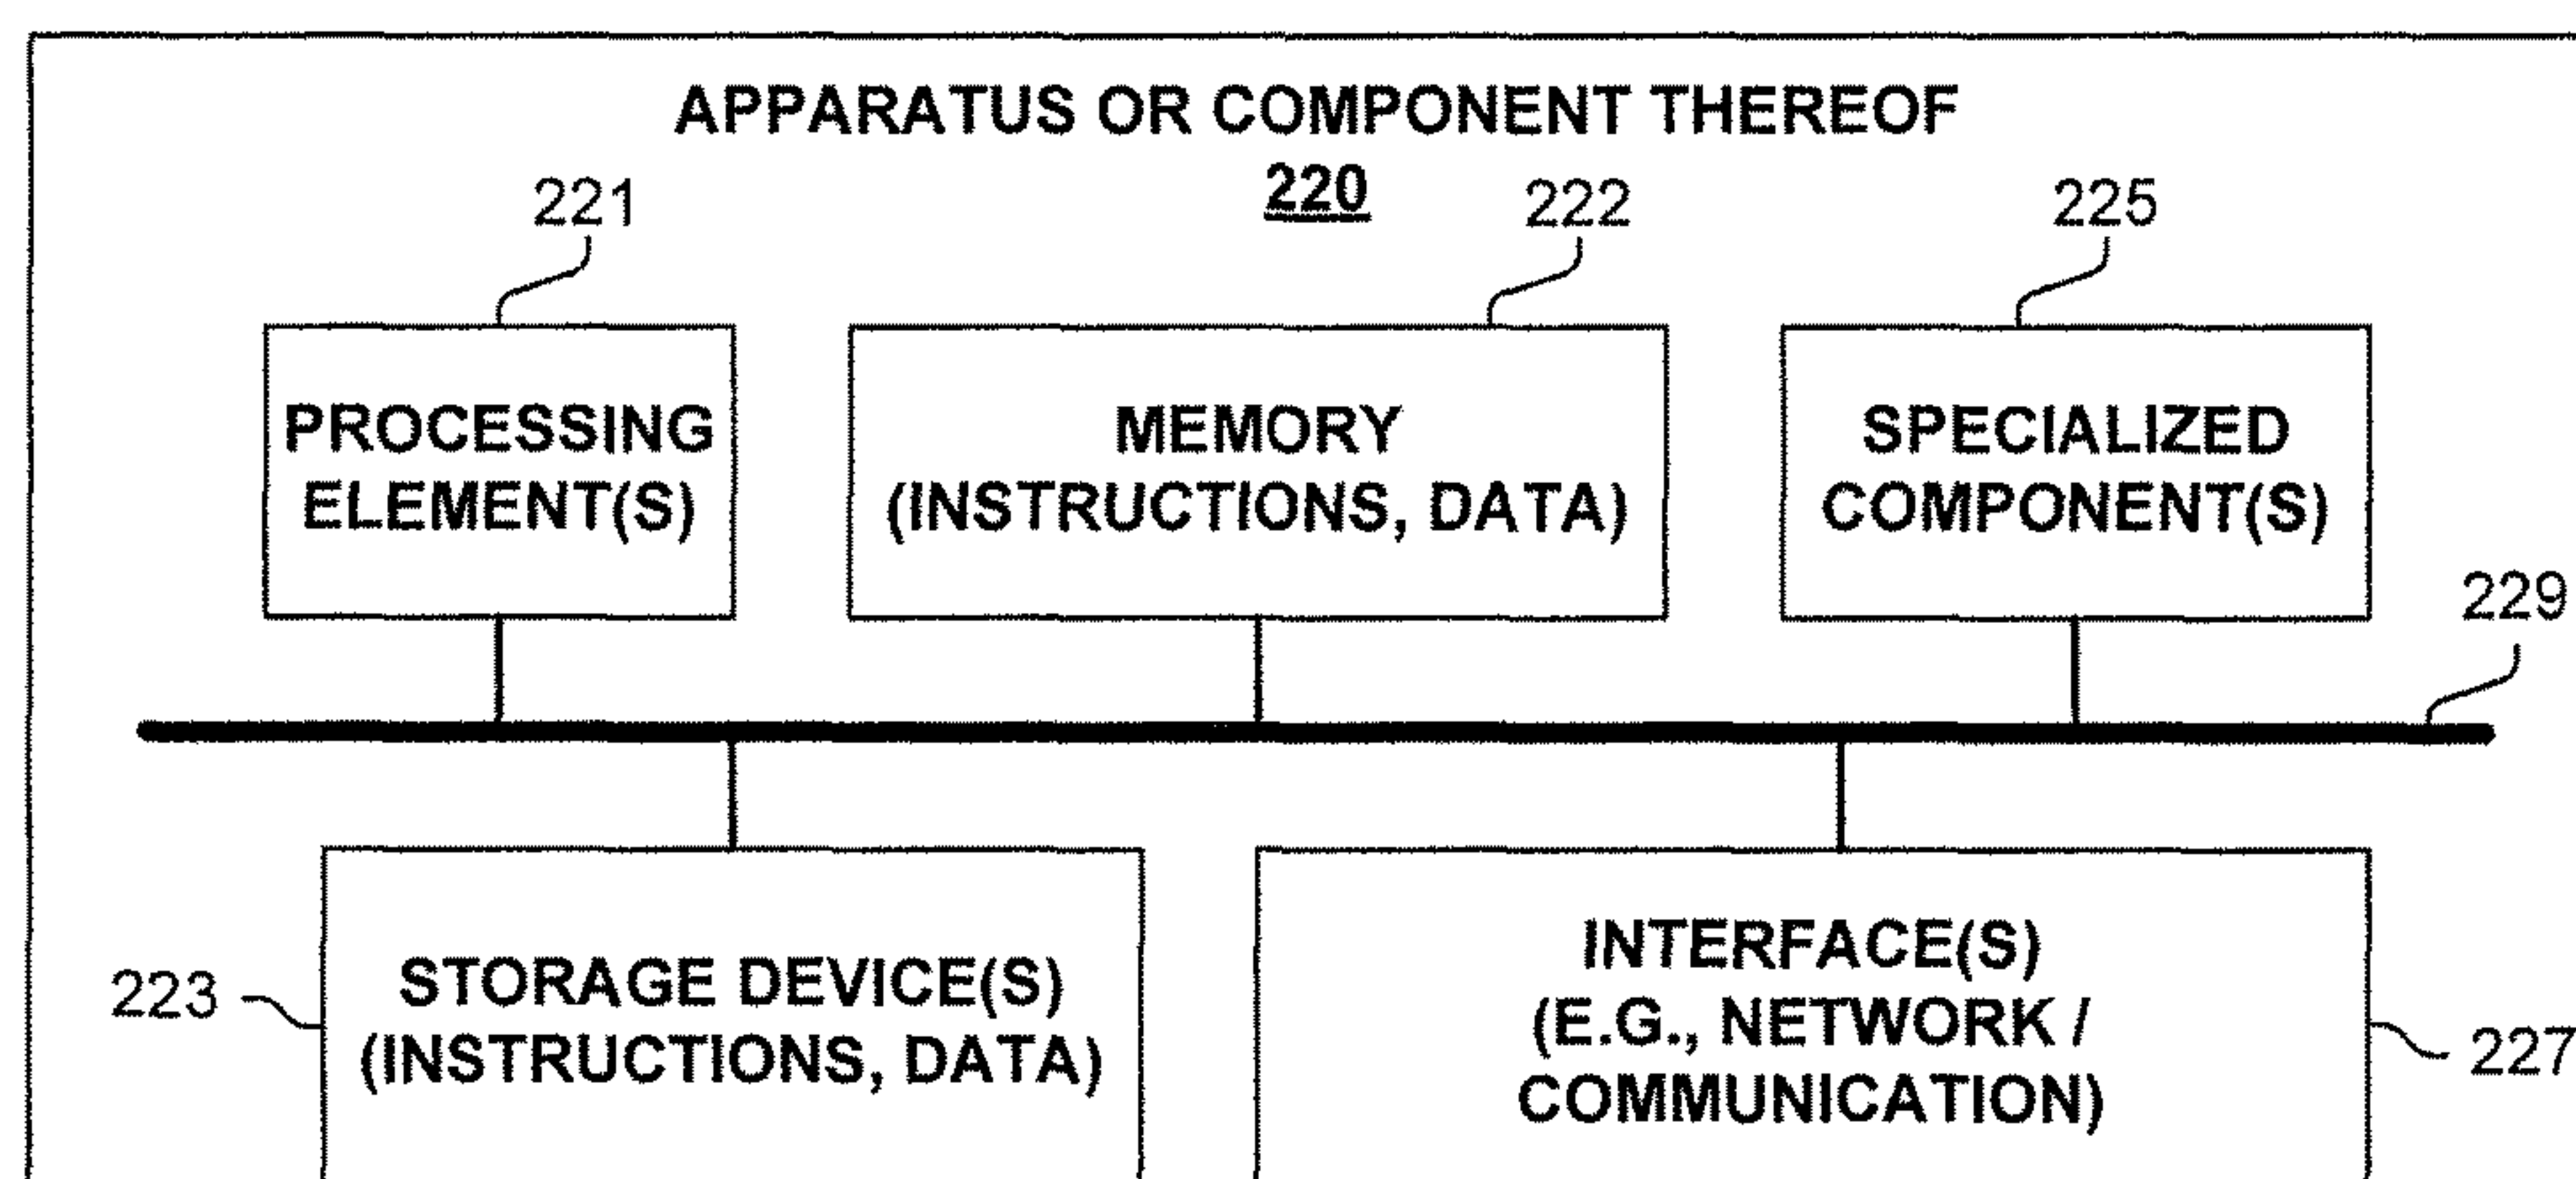 APPARATUS OR COMPONENT THEREOF
220
221
222
225
PROCESSING
ELEMENT(S)
MEMORY
(INSTRUCTIONS, DATA)
SPECIALIZED
COMPONENT(S)
229
223
STORAGE DEVICE(S)
(INSTRUCTIONS, DATA)
INTERFACE(S)
(E.G., NETWORK /
COMMUNICATION)
227